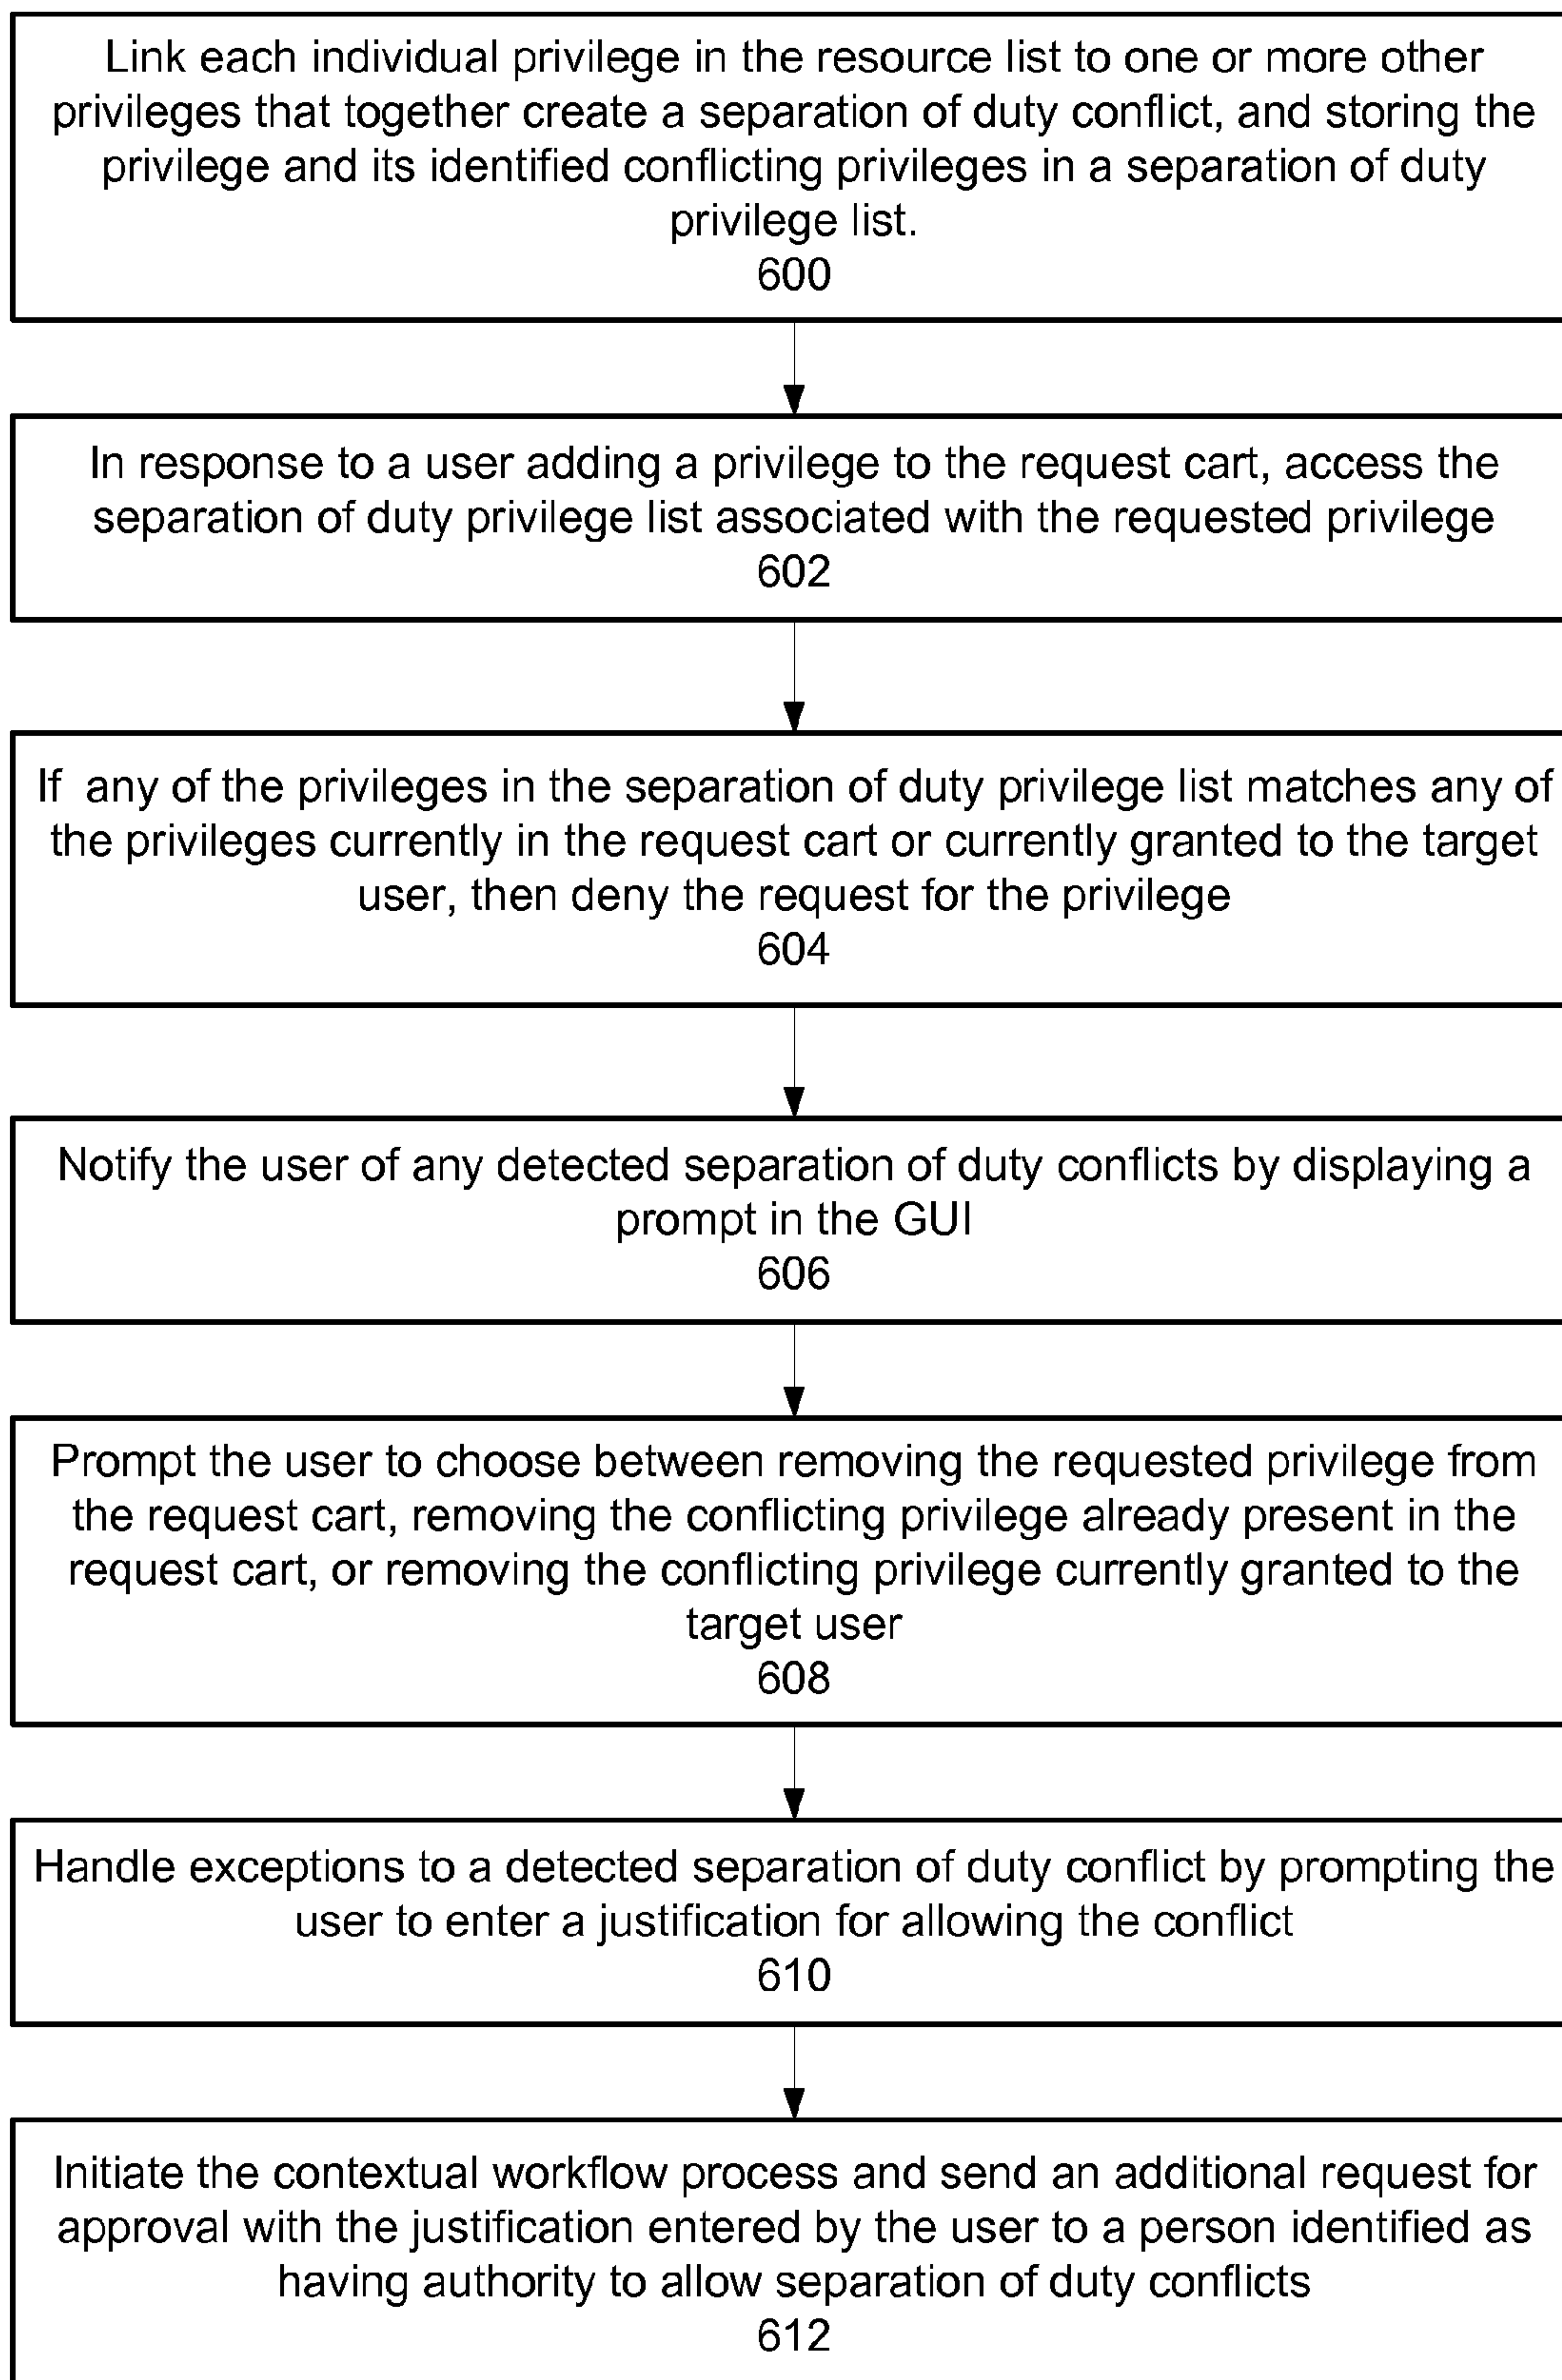 Link each individual privilege in the resource list to one or more other
privileges that together create a separation of duty conflict, and storing the
privilege and its identified conflicting privileges in a separation of duty
privilege list.
600
In response to a user adding a privilege to the request cart, access the
separation of duty privilege list associated with the requested privilege
602
If any of the privileges in the separation of duty privilege list matches any of
the privileges currently in the request cart or currently granted to the target
user, then deny the request for the privilege
604
Notify the user of any detected separation of duty conflicts by displaying a
prompt in the GUI
606
Prompt the user to choose between removing the requested privilege from
the request cart, removing the conflicting privilege already present in the
request cart, or removing the conflicting privilege currently granted to the
target user
608
Handle exceptions to a detected separation of duty conflict by prompting the
user to enter a justification for allowing the conflict
610
Initiate the contextual workflow process and send an additional request for
approval with the justification entered by the user to a person identified as
having authority to allow separation of duty conflicts
612